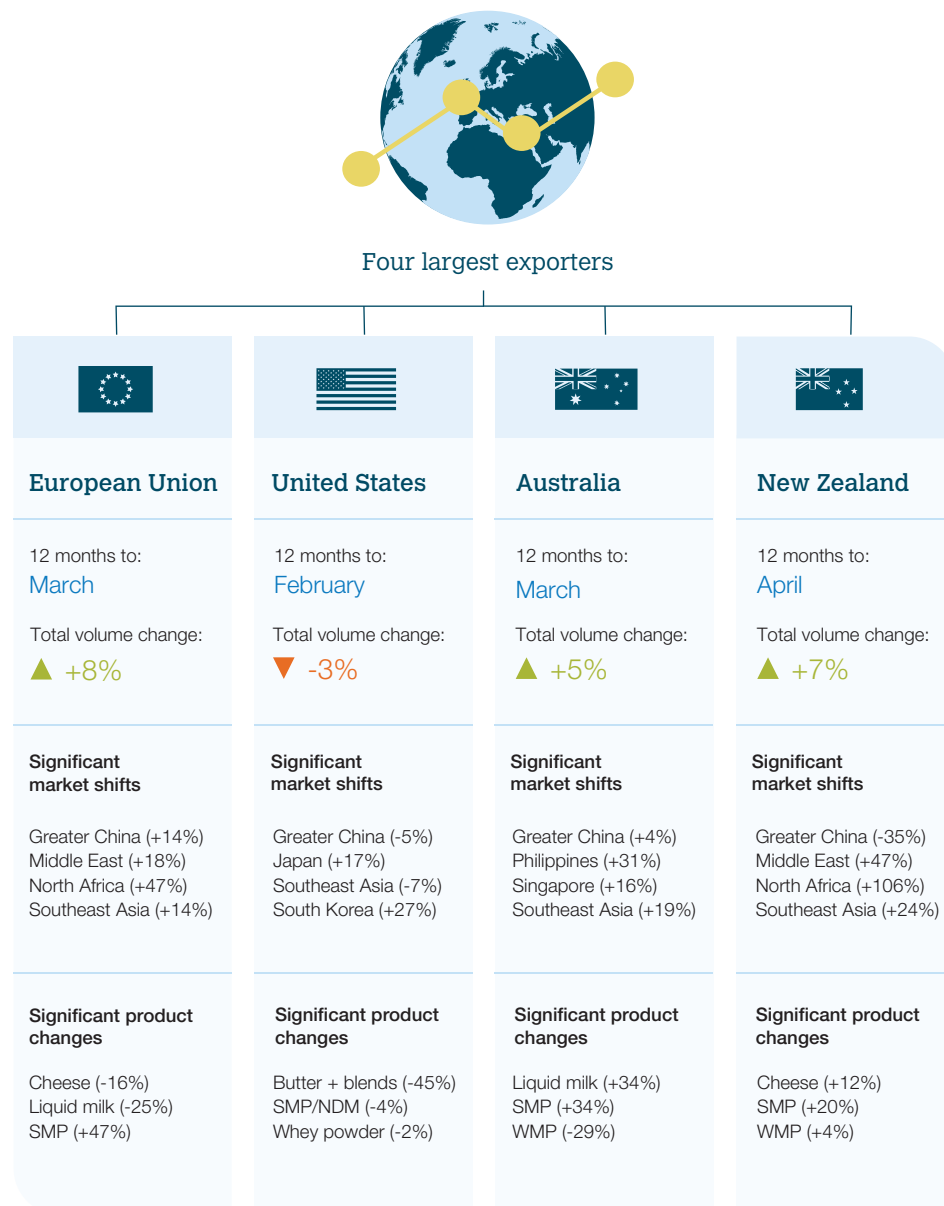 Four largest exporters
European Union
12 months to:
March
Total volume change:
+8%
Significant
market shifts
Greater China (+14%)
Middle East (+18%)
North Africa (+47%)
Southeast Asia (+14%)
Significant product
changes
Cheese (-16%)
Liquid milk (-25%)
SMP (+47%)
United States
12 months to:
February
Total volume change:
-3%
Significant
market shifts
Greater China (-5%)
Japan (+17%)
Southeast Asia (-7%)
South Korea (+27%)
Significant product
changes
Butter + blends (-45%)
SMP/NDM (-4%)
Whey powder (-2%)
Australia
12 months to:
March
Total volume change:
+5%
Significant
market shifts
Greater China (+4%)
Philippines (+31%)
Singapore (+16%)
Southeast Asia (+19%)
Significant product
changes
Liquid milk (+34%)
SMP (+34%)
WMP (-29%)
New Zealand
12 months to:
April
Total volume change:
+7%
Significant
market shifts
Greater China (-35%)
Middle East (+47%)
North Africa (+106%)
Southeast Asia (+24%)
Significant product
changes
Cheese (+12%)
SMP (+20%)
WMP (+4%)